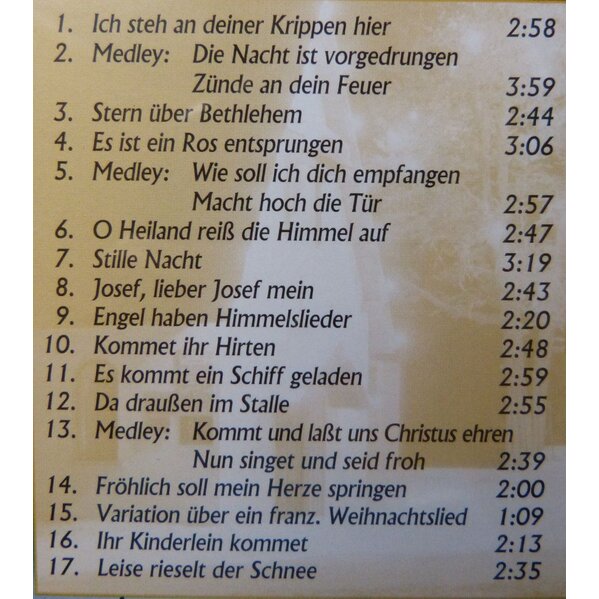 1. Ich steh an deiner Krippen hier 2:58
2. Medley: Die Nacht ist vorgedrungen
Zünde an dein Feuer 3:59
3. Stern über Bethlehem 2:44
4. Es ist ein Ros entsprungen 3:06
5. Medley: Wie soll ich dich empfangen
Macht hoch die Tür 2:57
6. O Heiland reiß die Himmel auf 2:47
7. Stille Nacht 3:19
8. Josef, lieber Josef mein 2:43
9. Engel haben Himmelslieder 2:20
10. Kommet ihr Hirten 2:48
11. Es kommt ein Schiff geladen 2:59
12. Da draußen im Stalle 2:55
13. Medley: Kommt und laßt uns Christus ehren
Nun singet und seid froh 2:39
14. Fröhlich soll mein Herze springen 2:00
15. Variation über ein franz. Weihnachtslied 1:09
16. Ihr Kinderlein kommet 2:13
17. Leise rieselt der Schnee 2:35